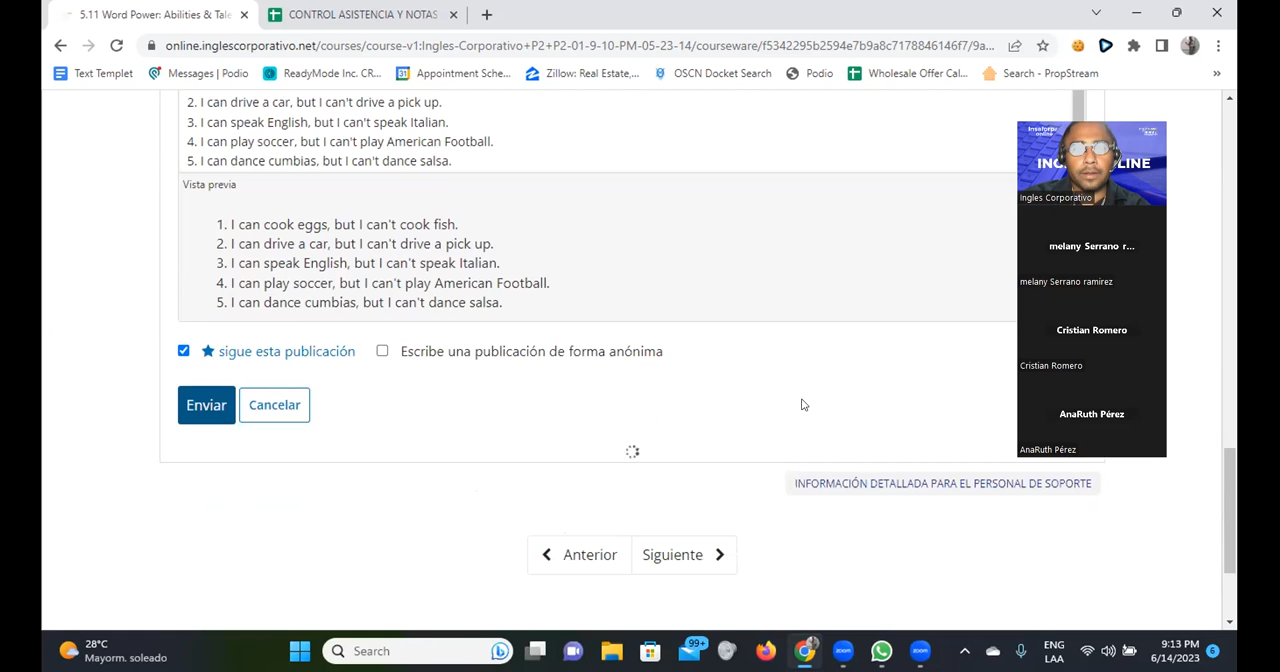 5.11 Word Power: Abilities & Tale
CONTROL ASISTENCIA Y NOTAS
online.inglescorporativo.net/courses/course-v1:Ingles-Corporativo+P2+P2-01-9-10-PM-05-23-14/courseware/f5342295b2594e7b9a8c7178846146f7/9a...
Text Templet
Messages | Podio
ReadyMode Inc. CR...
Appointment Sche...
Zillow: Real Estate,...
OSCN Docket Search
Podio
Wholesale Offer Cal...
Search - PropStream
2. I can drive a car, but I can't drive a pick up.
3. I can speak English, but I can't speak Italian.
4. I can play soccer, but I can't play American Football.
5. I can dance cumbias, but I can't dance salsa.
Vista previa
1. I can cook eggs, but I can't cook fish.
2. I can drive a car, but I can't drive a pick up.
3. I can speak English, but I can't speak Italian.
4. I can play soccer, but I can't play American Football.
5. I can dance cumbias, but I can't dance salsa.
Ingles Corporativo
melany Serrano r...
melany Serrano ramirez
Cristian Romero
Cristian Romero
AnaRuth Pérez
AnaRuth Pérez
sigue esta publicación
Escribe una publicación de forma anónima
Enviar
Cancelar
INFORMACIÓN DETALLADA PARA EL PERSONAL DE SOPORTE
Anterior
Siguiente
28°C
Mayorm. soleado
Search
99+
ENG
LAA
9:13 PM
6/14/2023
6